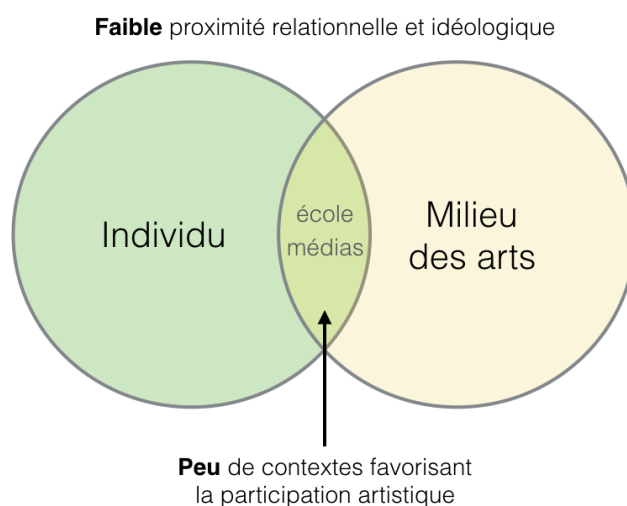 Faible proximité relationnelle et idéologique
Individu
école
médias
Milieu
des arts
Peu de contextes favorisant
la participation artistique